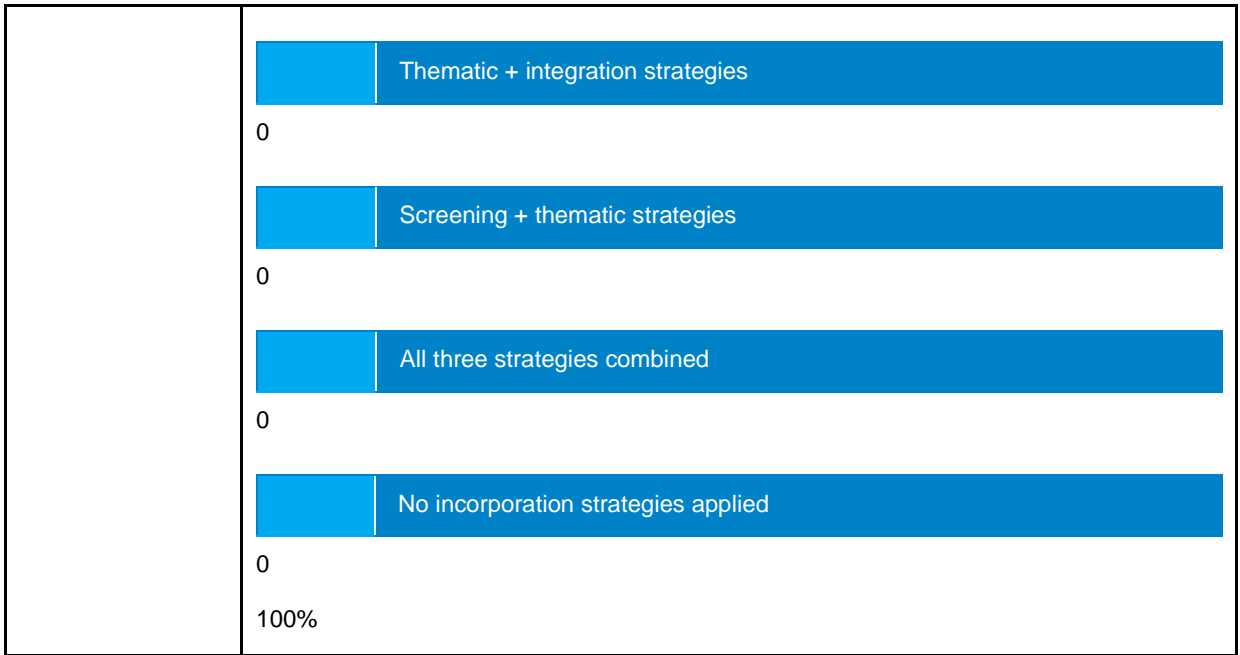 Thematic + integration strategies
0
Screening + thematic strategies
0
All three strategies combined
0
No incorporation strategies applied
0
100%